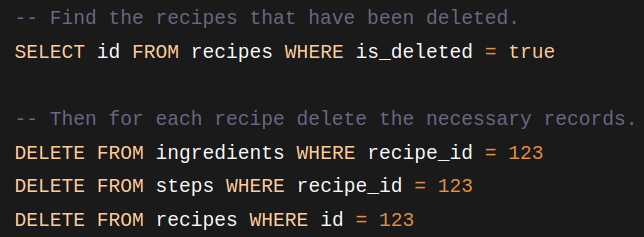 -- Find the recipes that have been deleted.
SELECT id FROM recipes WHERE is_deleted = true
-- Then for each recipe delete the necessary records.
DELETE FROM ingredients WHERE recipe_id = 123
DELETE FROM steps WHERE recipe_id = 123
DELETE FROM recipes WHERE id = 123